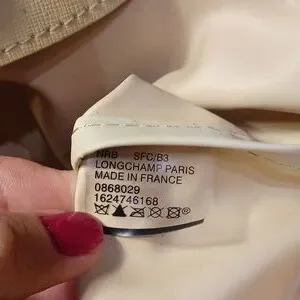 NRB SFC/B3
LONGCHAMP PARIS
MADE IN FRANCE
0868029
1624746168